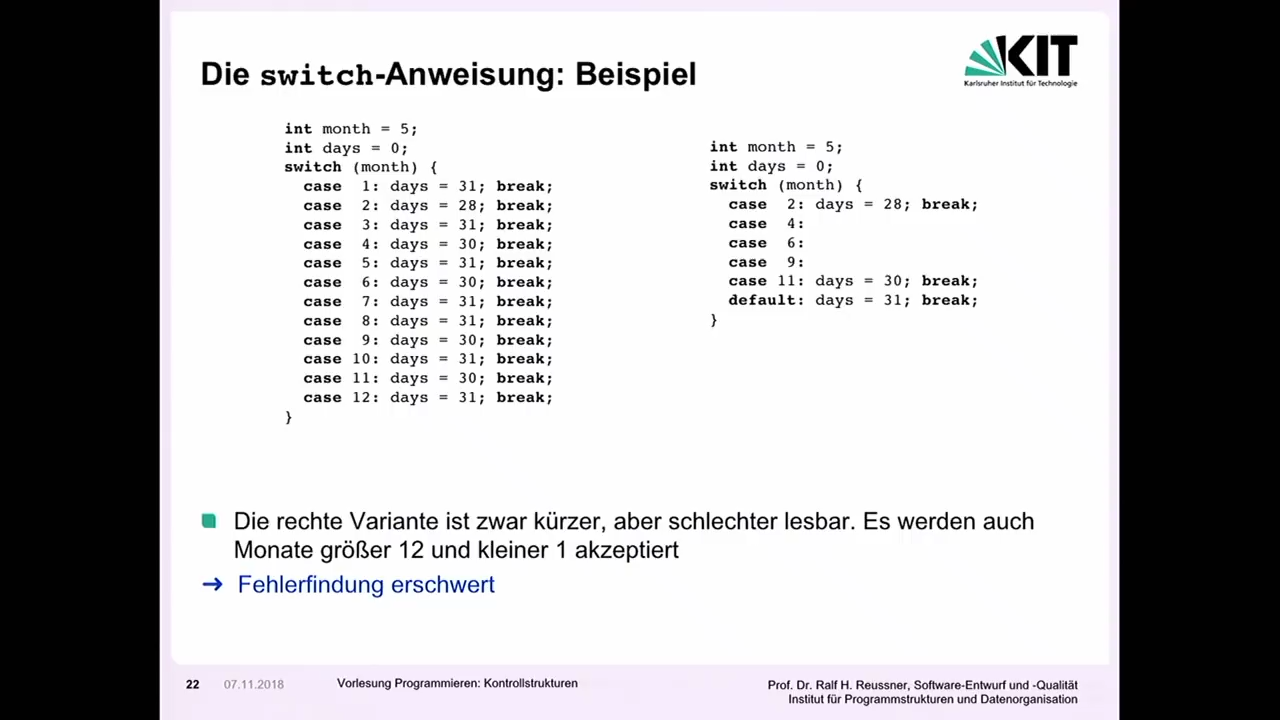 Die switch-Anweisung: Beispiel
KIT
Karlsruher Institut für Technologie
int month = 5;
int days = 0;
switch (month) {
case 1: days = 31; break;
case 2: days = 28; break;
case 3: days = 31; break;
case 4: days = 30; break;
case 5: days = 31; break;
case 6: days = 30; break;
case 7: days = 31; break;
case 8: days = 31; break;
case 9: days = 30; break;
case 10: days = 31; break;
case 11: days = 30; break;
case 12: days = 31; break;
}
int month = 5;
int days = 0;
switch (month) {
case 2: days = 28; break;
case 4:
case 6:
case 9:
case 11: days = 30; break;
default: days = 31; break;
}
Die rechte Variante ist zwar kürzer, aber schlechter lesbar. Es werden auch
Monate größer 12 und kleiner 1 akzeptiert
→ Fehlerfindung erschwert
22 07.11.2018 Vorlesung Programmieren: Kontrollstrukturen
Prof. Dr. Ralf H. Reussner, Software-Entwurf und -Qualität
Institut für Programmstrukturen und Datenorganisation